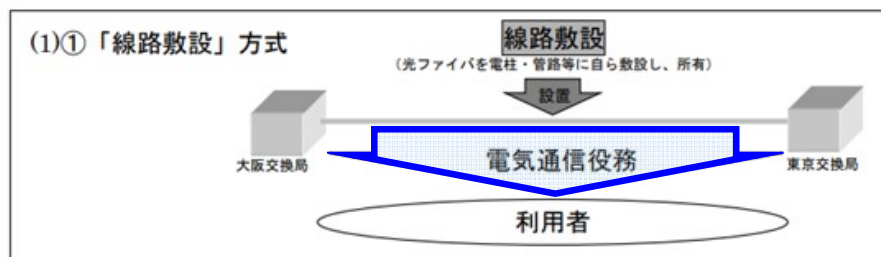 (1)①「線路敷設」方式
線路敷設
(光ファイバを電柱・管路等に自ら敷設し、所有)
設置
大阪交換局
電気通信役務
東京交換局
利用者